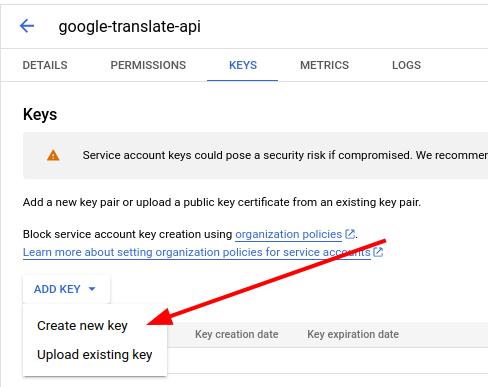 google-translate-api
DETAILS PERMISSIONS KEYS METRICS LOGS
Keys
Service account keys could pose a security risk if compromised. We recommen
Add a new key pair or upload a public key certificate from an existing key pair.
Block service account key creation using organization policies.
Learn more about setting organization policies for service accounts
ADD KEY
Create new key
Key creation date Key expiration date
Upload existing key